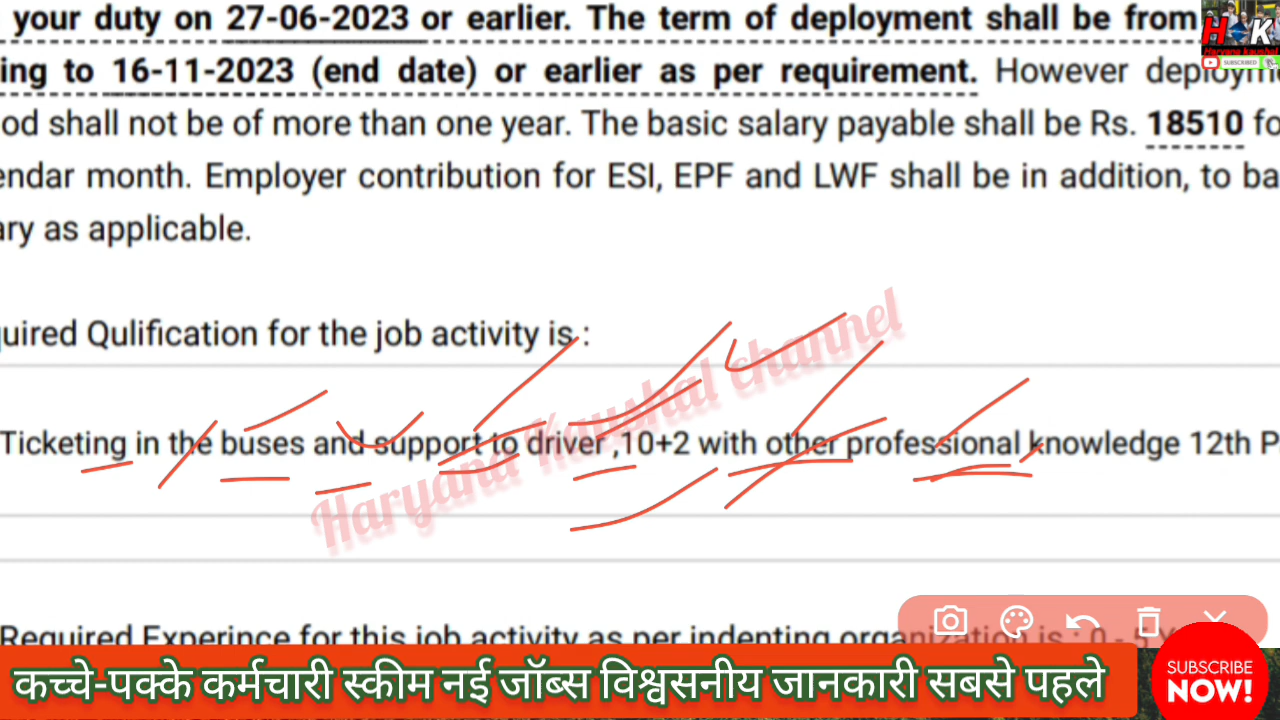 your duty on 27-06-2023 or earlier. The term of deployment shall be from
ing to 16-11-2023 (end date) or earlier as per requirement. However deployme
od shall not be of more than one year. The basic salary payable shall be Rs. 18510 fo
endar month. Employer contribution for ESI, EPF and LWF shall be in addition, to ba
ary as applicable.
quired Qulification for the job activity is :
Ticketing in the buses and support to driver ,10+2 with other professional knowledge 12th P
Haryana Kaushal channel
Required Experince for this job activity as per indenting organization is : 0 - 5 Y
कच्चे-पक्के कर्मचारी स्कीम नई जॉब्स विश्वसनीय जानकारी सबसे पहले
SUBSCRIBE
NOW!
H K
Haryana kaushal
SUBSCRIBED